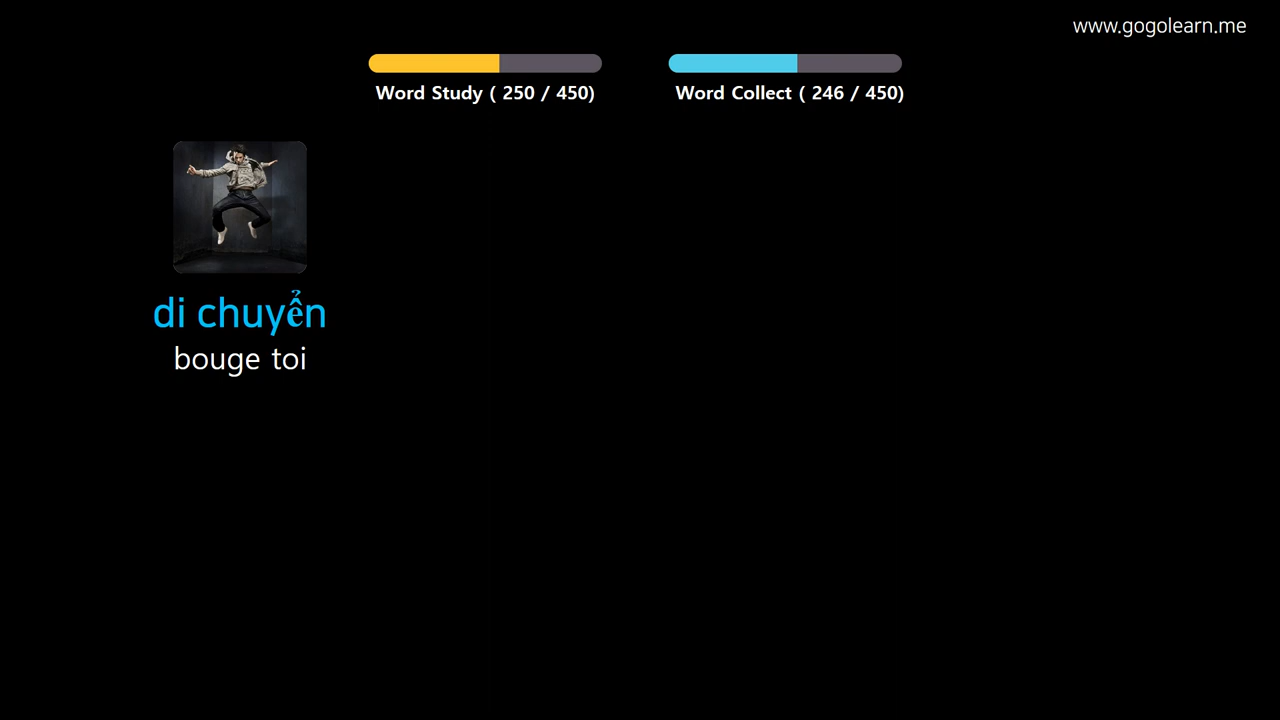 www.gogolearn.me
Word Study ( 250 / 450)
Word Collect ( 246 / 450)
di chuyển
bouge toi